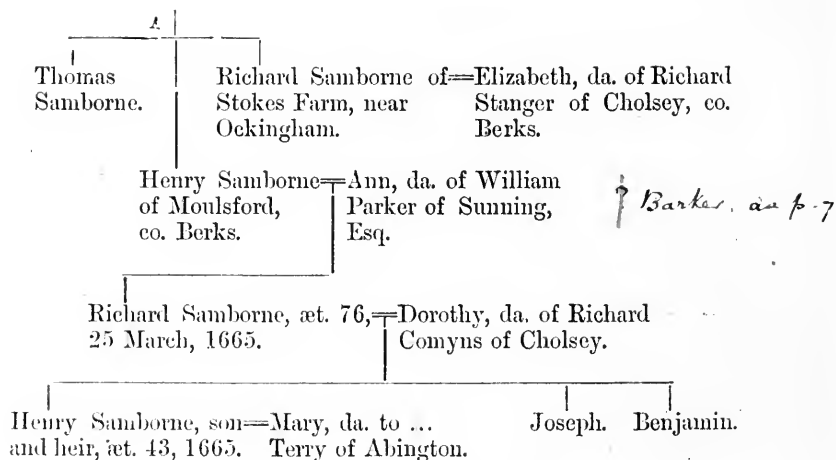 A
Thomas
Samborne.
Richard Samborne of=Elizabeth, da. of Richard
Stokes Farm, near Stanger of Cholsey, co.
Ockingham. Berks.
Henry Samborne=Ann, da. of William
of Moulsford, Parker of Sunning,
co. Berks. Esq.
? Barker. as p. 7
Richard Samborne, æt. 76,=Dorothy, da. of Richard
25 March, 1665. Comyns of Cholsey.
Henry Samborne, son=Mary, da. to ...
and heir, æt. 43, 1665. Terry of Abington.
Joseph. Benjamin.